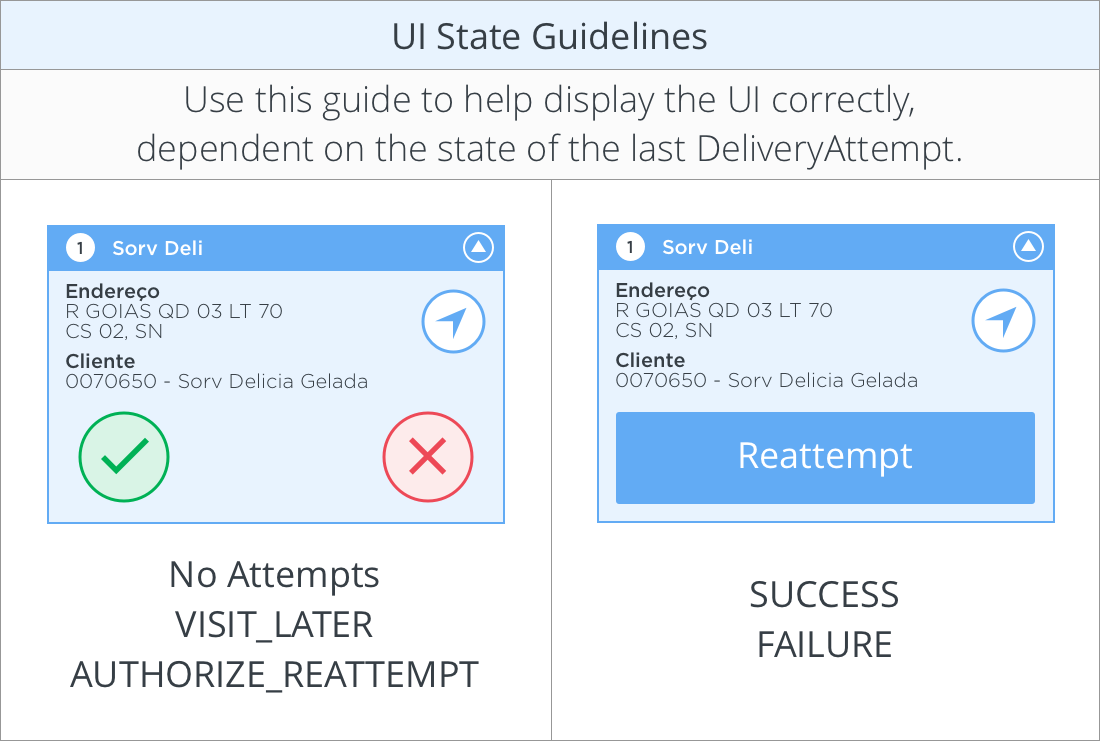 UI State Guidelines
Use this guide to help display the UI correctly,
dependent on the state of the last DeliveryAttempt.
1 Sorv Deli
Endereço
R GOIAS QD 03 LT 70
CS 02, SN
Cliente
0070650 - Sorv Delicia Gelada
No Attempts
VISIT_LATER
AUTHORIZE_REATTEMPT
1 Sorv Deli
Endereço
R GOIAS QD 03 LT 70
CS 02, SN
Cliente
0070650 - Sorv Delicia Gelada
Reattempt
SUCCESS
FAILURE